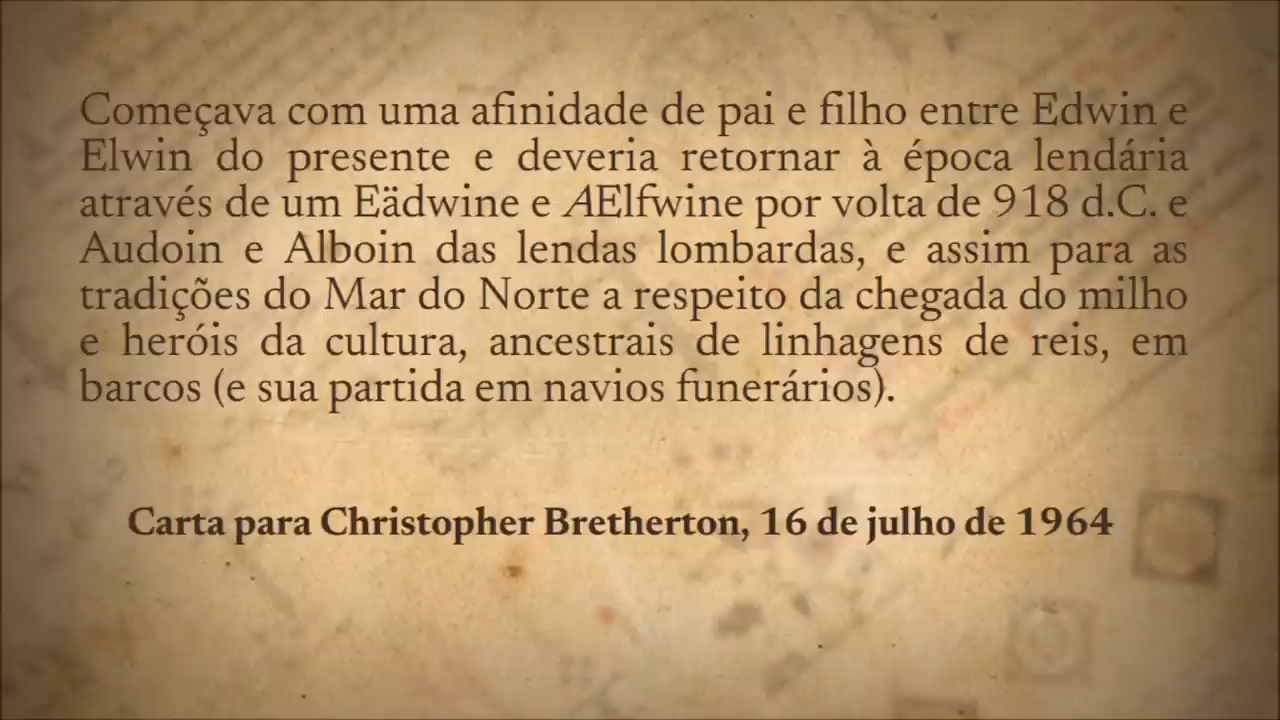 Começava com uma afinidade de pai e filho entre Edwin e
Elwin do presente e deveria retornar à época lendária
através de um Eädwine e AElfwine por volta de 918 d.C. e
Audoin e Alboin das lendas lombardas, e assim para as
tradições do Mar do Norte a respeito da chegada do milho
e heróis da cultura, ancestrais de linhagens de reis, em
barcos (e sua partida em navios funerários).
Carta para Christopher Bretherton, 16 de julho de 1964